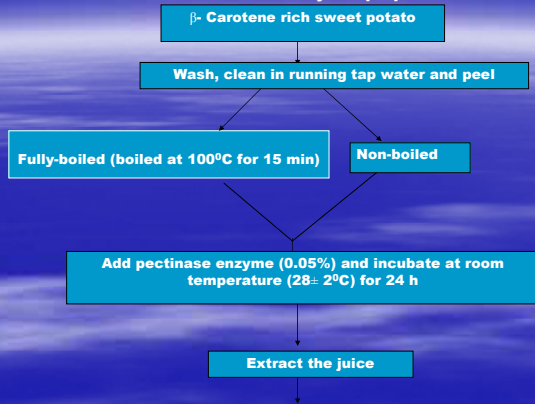 β- Carotene rich sweet potato
Wash, clean in running tap water and peel
Fully-boiled (boiled at 100⁰C for 15 min)
Non-boiled
Add pectinase enzyme (0.05%) and incubate at room
temperature (28± 2⁰C) for 24 h
Extract the juice